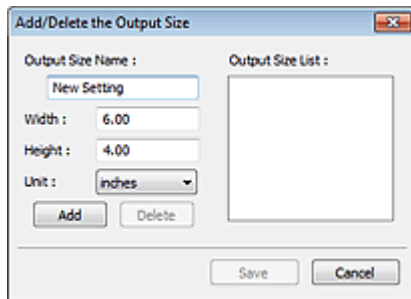 Add/Delete the Output Size
Output Size Name :
New Setting
Width : 6.00
Height : 4.00
Unit : inches
Add Delete
Output Size List :
Save Cancel